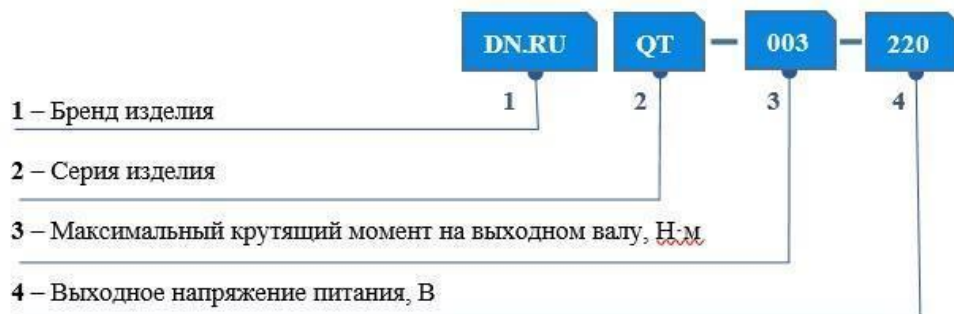 DN.RU QT – 003 – 220
1 2 3 4
1 – Бренд изделия
2 – Серия изделия
3 – Максимальный крутящий момент на выходном валу, Н·м
4 – Выходное напряжение питания, В